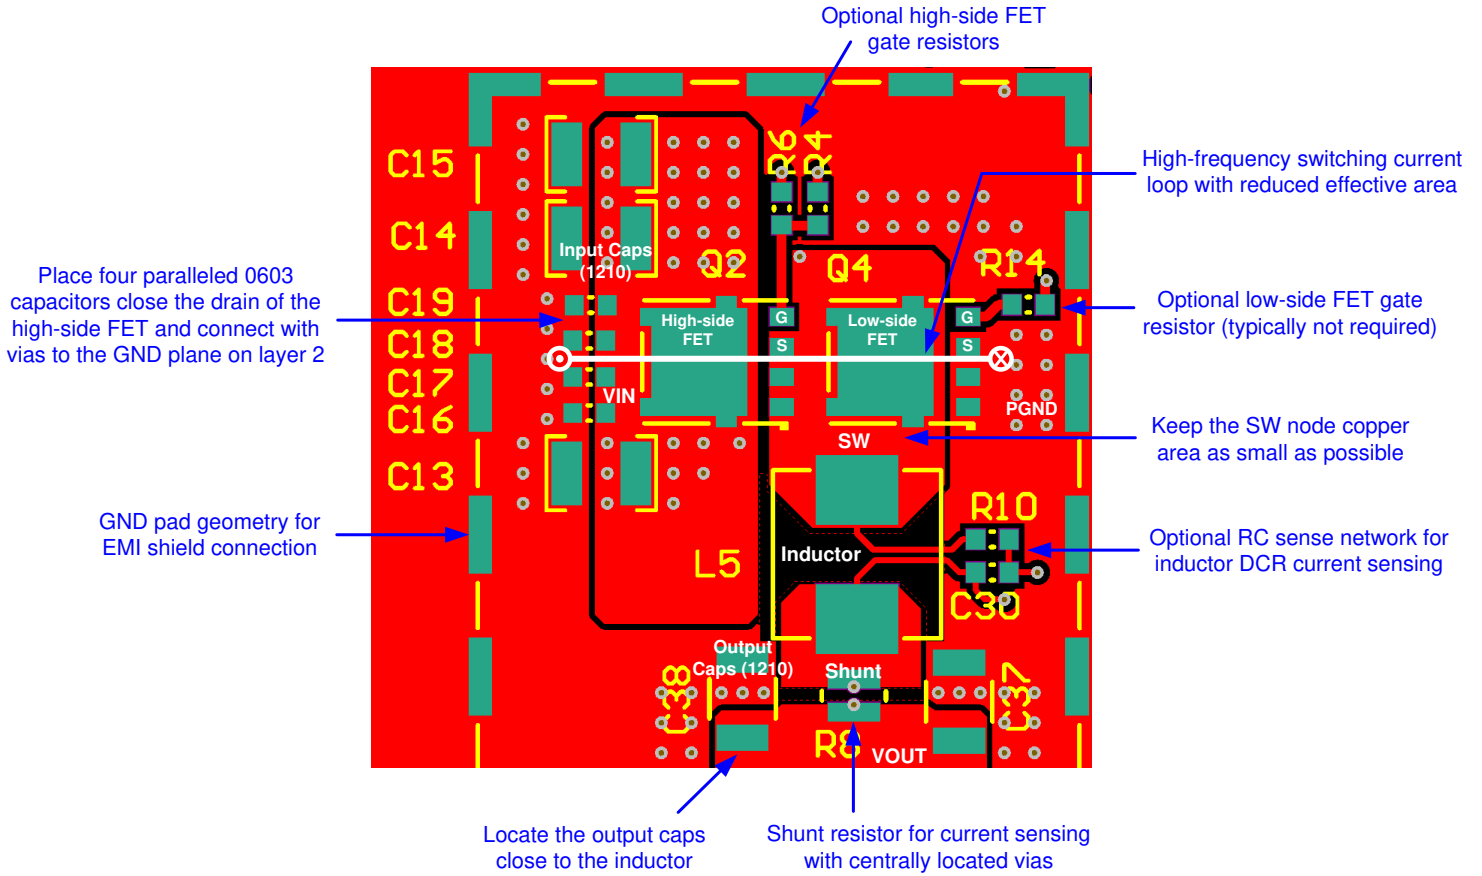 Optional high-side FET
gate resistors
R6
R4
C15
High-frequency switching current
loop with reduced effective area
C14
Input Caps
(1210)
Q2
Q4
R14
Place four paralleled 0603
capacitors close the drain of the
high-side FET and connect with
vias to the GND plane on layer 2
C19
C18
C17
C16
High-side
FET
G
S
Low-side
FET
G
S
Optional low-side FET gate
resistor (typically not required)
VIN
PGND
SW
Keep the SW node copper
area as small as possible
C13
GND pad geometry for
EMI shield connection
R10
L5
Inductor
Optional RC sense network for
inductor DCR current sensing
C30
Output
Caps (1210)
Shunt
C38
C37
R8
VOUT
Locate the output caps
close to the inductor
Shunt resistor for current sensing
with centrally located vias